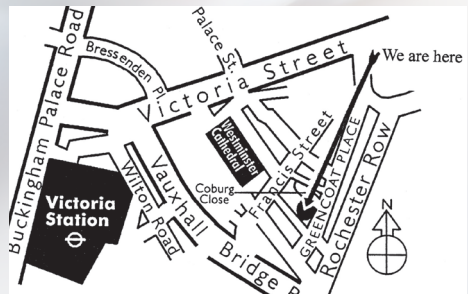 Buckingham Palace Road
Bressenden Pl.
Palace St.
Victoria Street
We are here
Westminster
Cathedral
Francis Street
Coburg
Close
GREENCOAT PLACE
Rochester Row
Victoria
Station
Wilton Road
Vauxhall
Bridge R
N